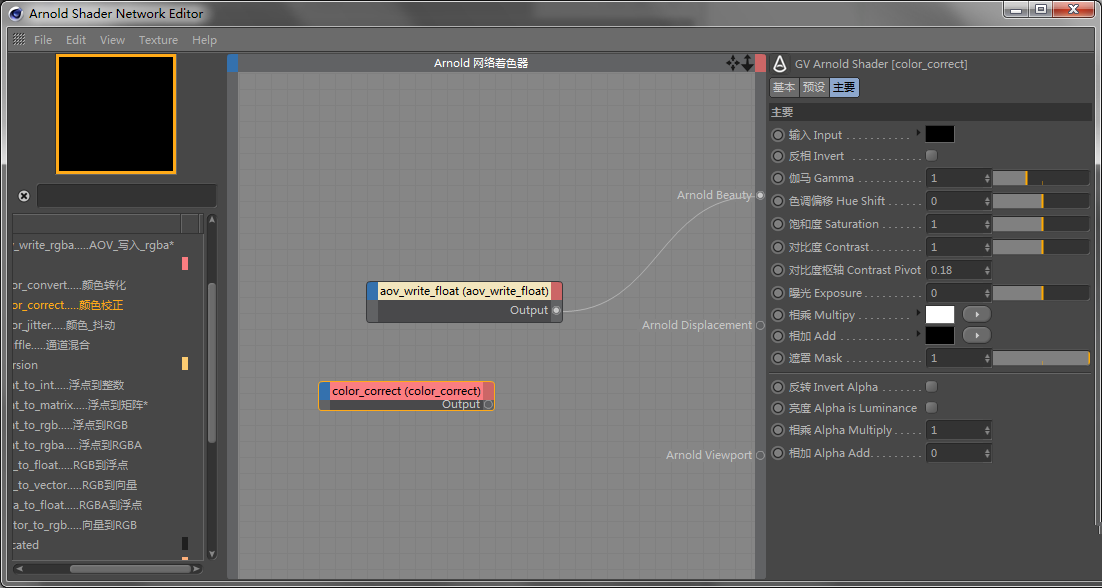 Arnold Shader Network Editor
File Edit View Texture Help
_write_rgba.....AOV_写入_rgba*
or_convert.....颜色转化
or_correct.....颜色校正
or_jitter.....颜色_抖动
ffle.....通道混合
rsion
at_to_int.....浮点到整数
at_to_matrix.....浮点到矩阵*
at_to_rgb.....浮点到RGB
at_to_rgba.....浮点到RGBA
_to_float.....RGB到浮点
_to_vector.....RGB到向量
a_to_float.....RGBA到浮点
tor_to_rgb.....向量到RGB
cated
Arnold 网络着色器
Arnold Beauty
aov_write_float (aov_write_float)
Output
Arnold Displacement
color_correct (color_correct)
Output
Arnold Viewport
GV Arnold Shader [color_correct]
基本 预设 主要
主要
输入 Input
反相 Invert
伽马 Gamma 1
色调偏移 Hue Shift 0
饱和度 Saturation 1
对比度 Contrast 1
对比度枢轴 Contrast Pivot 0.18
曝光 Exposure 0
相乘 Multipy
相加 Add
遮罩 Mask 1
反转 Invert Alpha
亮度 Alpha is Luminance
相乘 Alpha Multiply 1
相加 Alpha Add 0